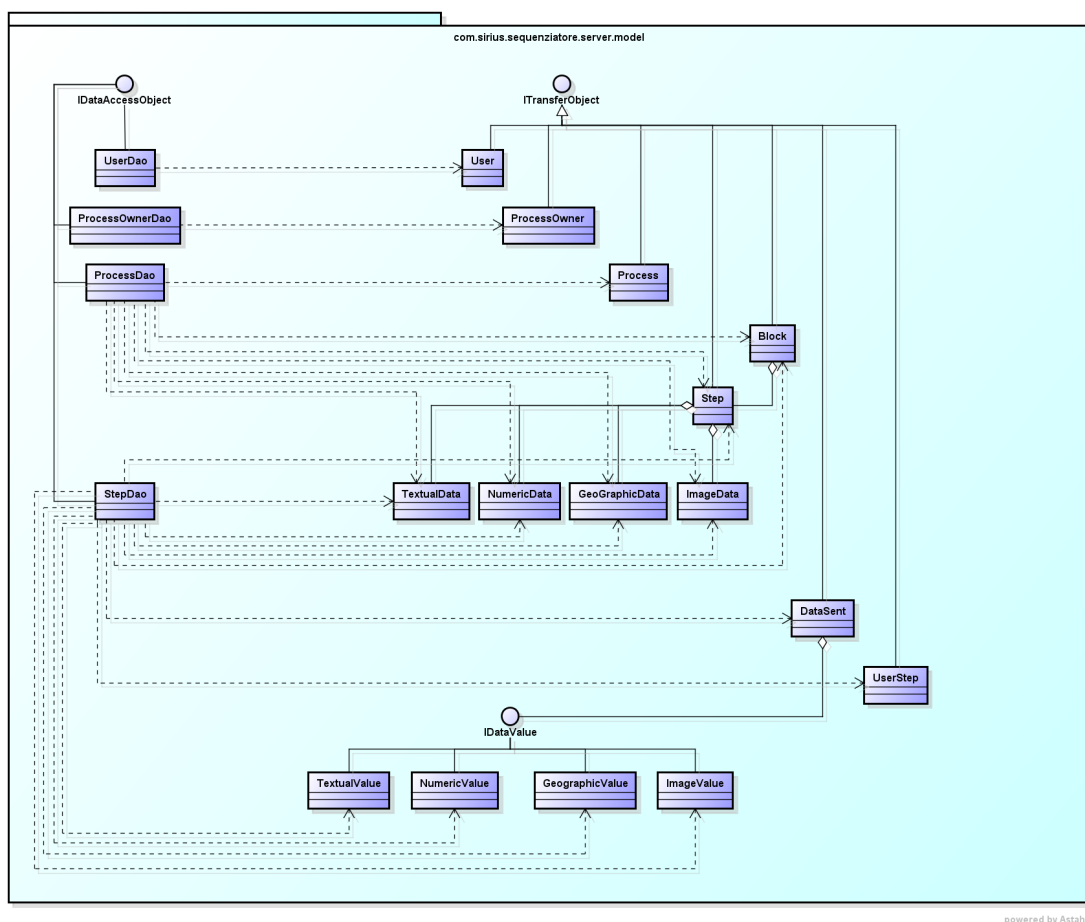 com.sirius.sequenziatore.server.model
IDataAccessObject
ITransferObject
UserDao
User
ProcessOwnerDao
ProcessOwner
ProcessDao
Process
Block
Step
StepDao
TextualData
NumericData
GeoGraphicData
ImageData
DataSent
UserStep
IDataValue
TextualValue
NumericValue
GeographicValue
ImageValue
powered by Astah